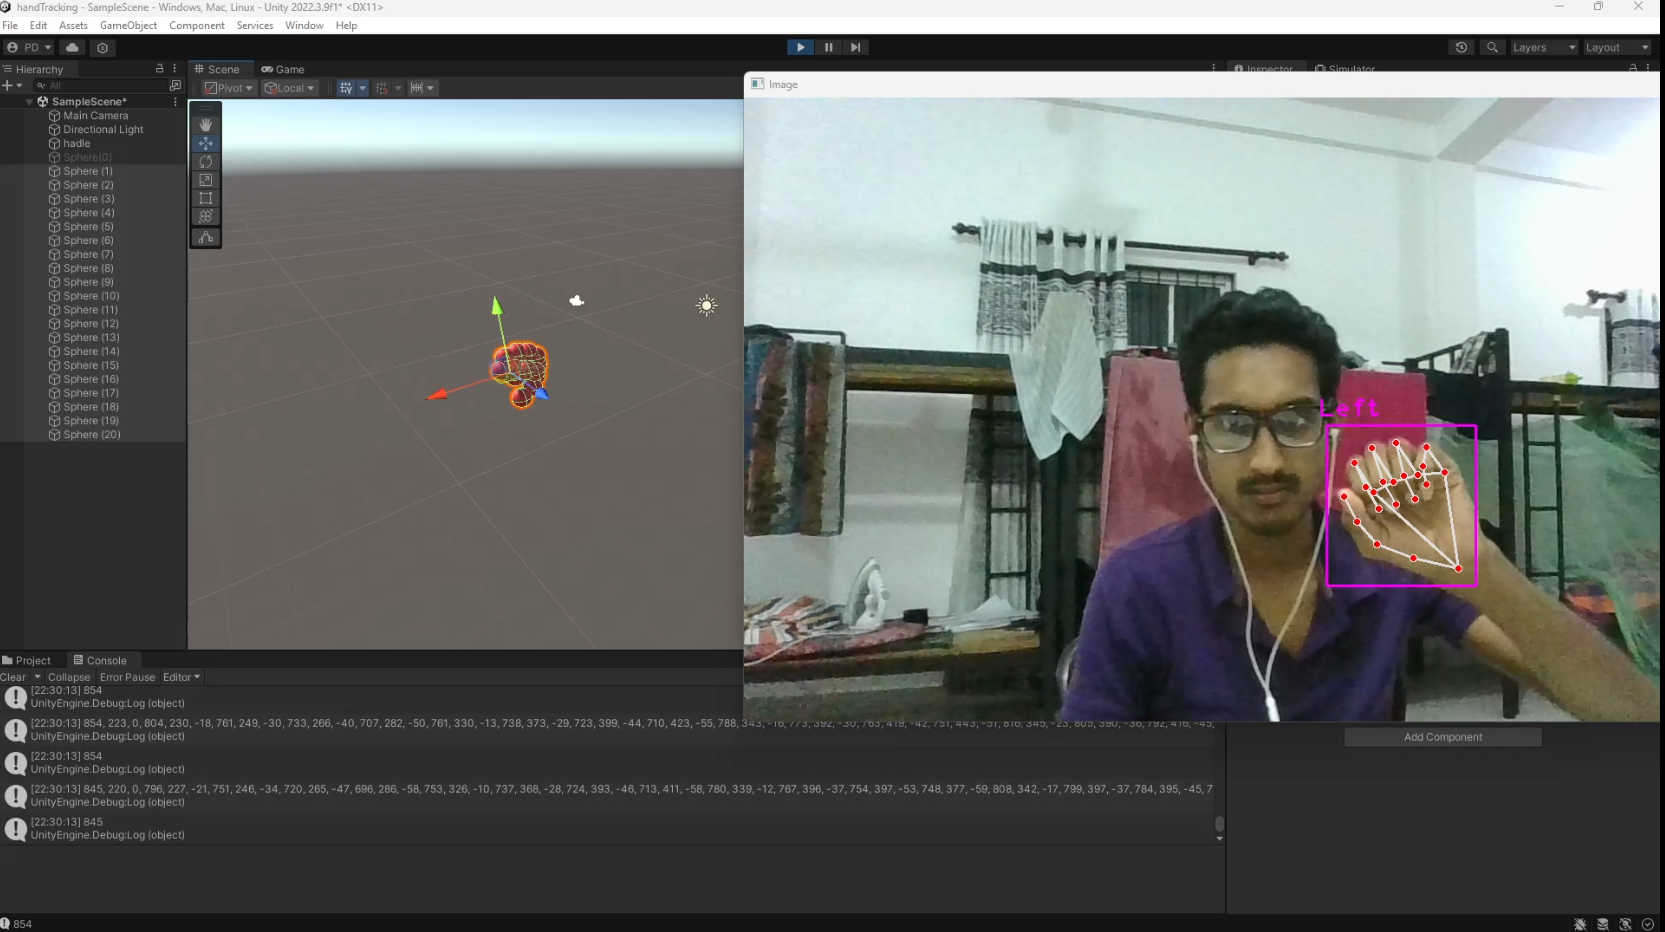 handTracking - SampleScene - Windows, Mac, Linux - Unity 2022.3.9f1* <DX11>
File Edit Assets GameObject Component Services Window Help
PD Layers Layout
Hierarchy Scene Game Inspector Simulator
All Pivot Local Image
SampleScene*
Main Camera
Directional Light
hadle
Sphere(0)
Sphere (1)
Sphere (2)
Sphere (3)
Sphere (4)
Sphere (5)
Sphere (6)
Sphere (7)
Sphere (8)
Sphere (9)
Sphere (10)
Sphere (11)
Sphere (12)
Sphere (13)
Sphere (14)
Sphere (15)
Sphere (16)
Sphere (17)
Sphere (18)
Sphere (19)
Sphere (20)
Left
Project Console
Clear Collapse Error Pause Editor
[22:30:13] 854
UnityEngine.Debug:Log (object)
[22:30:13] 854, 223, 0, 804, 230, -18, 761, 249, -30, 733, 266, -40, 707, 282, -50, 761, 330, -13, 738, 373, -29, 723, 399, -44, 710, 423, -55, 788, 343, -16, 773, 392, -30, 763, 419, -42, 751, 443, -51, 816, 345, -23, 805, 390, -36, 792, 416, -45,
UnityEngine.Debug:Log (object)
[22:30:13] 854
UnityEngine.Debug:Log (object)
[22:30:13] 845, 220, 0, 796, 227, -21, 751, 246, -34, 720, 265, -47, 696, 286, -58, 753, 326, -10, 737, 368, -28, 724, 393, -46, 713, 411, -58, 780, 339, -12, 767, 396, -37, 754, 397, -53, 748, 377, -59, 808, 342, -17, 799, 397, -37, 784, 395, -45, 7
UnityEngine.Debug:Log (object)
[22:30:13] 845
UnityEngine.Debug:Log (object)
Add Component
854